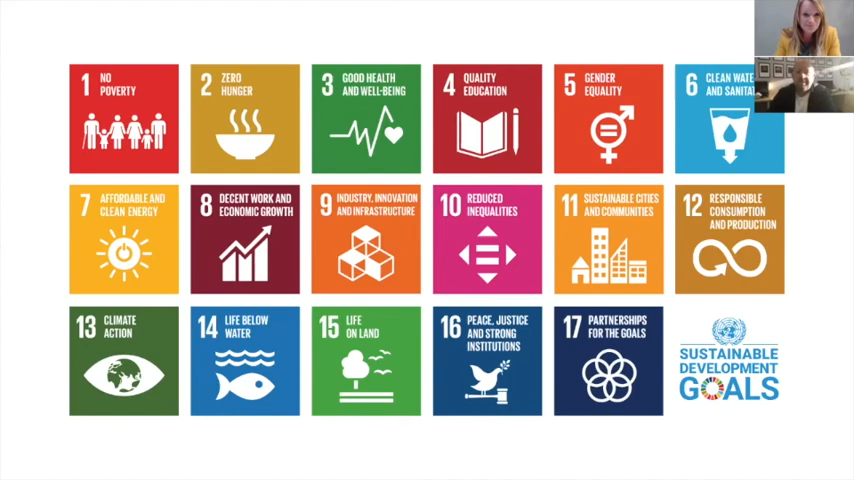 1 NO
POVERTY
2 ZERO
HUNGER
3 GOOD HEALTH
AND WELL-BEING
4 QUALITY
EDUCATION
5 GENDER
EQUALITY
6 CLEAN WATE
AND SANITAT
7 AFFORDABLE AND
CLEAN ENERGY
8 DECENT WORK AND
ECONOMIC GROWTH
9 INDUSTRY, INNOVATION
AND INFRASTRUCTURE
10 REDUCED
INEQUALITIES
11 SUSTAINABLE CITIES
AND COMMUNITIES
12 RESPONSIBLE
CONSUMPTION
AND PRODUCTION
13 CLIMATE
ACTION
14 LIFE BELOW
WATER
15 LIFE
ON LAND
16 PEACE, JUSTICE
AND STRONG
INSTITUTIONS
17 PARTNERSHIPS
FOR THE GOALS
SUSTAINABLE
DEVELOPMENT
GOALS